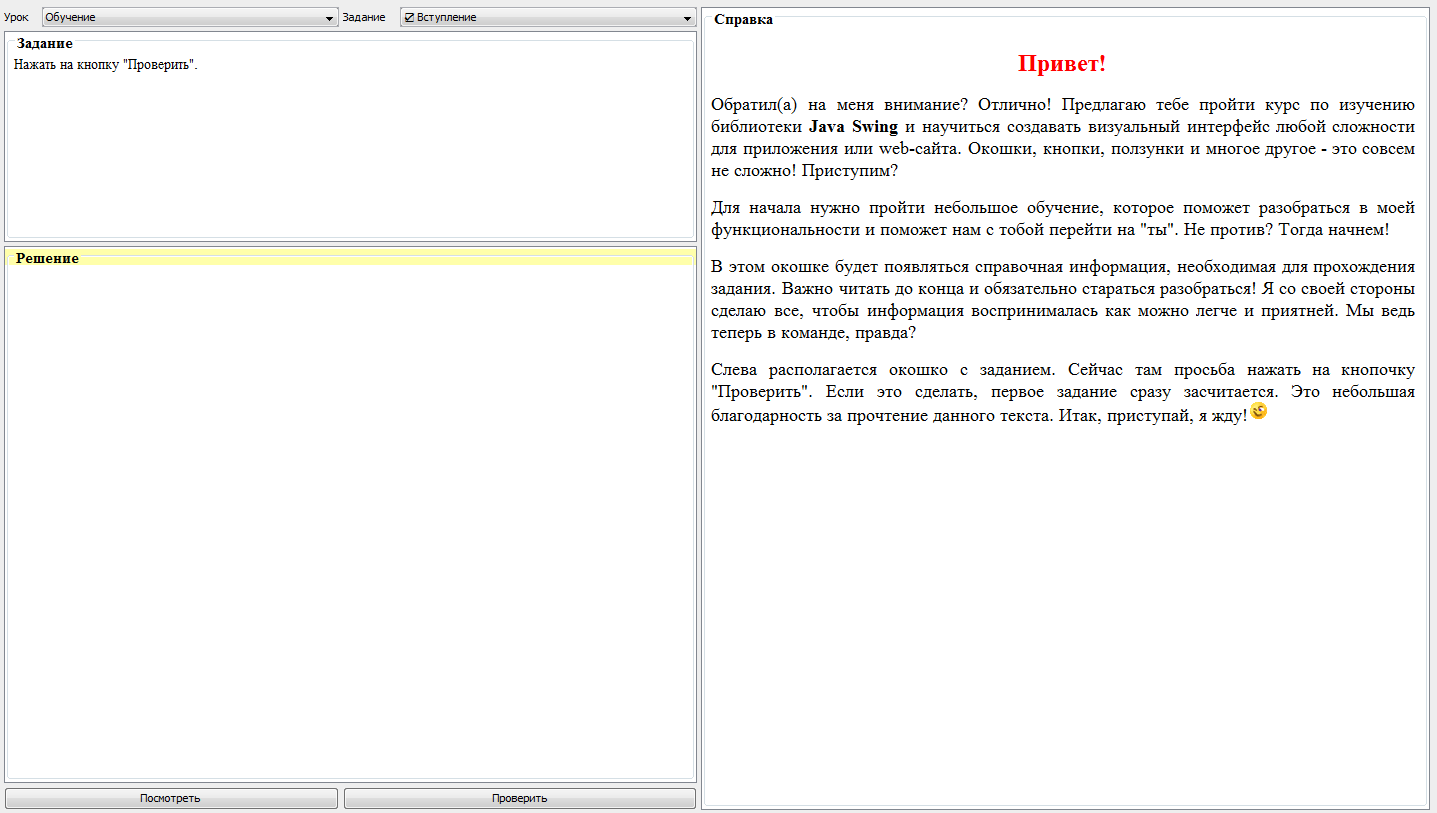 Урок Обучение Задание Вступление
Задание
Нажать на кнопку "Проверить".
Решение
Посмотреть Проверить
Справка
Привет!
Обратил(а) на меня внимание? Отлично! Предлагаю тебе пройти курс по изучению
библиотеки Java Swing и научиться создавать визуальный интерфейс любой сложности
для приложения или web-сайта. Окошки, кнопки, ползунки и многое другое - это совсем
не сложно! Приступим?
Для начала нужно пройти небольшое обучение, которое поможет разобраться в моей
функциональности и поможет нам с тобой перейти на "ты". Не против? Тогда начнем!
В этом окошке будет появляться справочная информация, необходимая для прохождения
задания. Важно читать до конца и обязательно стараться разобраться! Я со своей стороны
сделаю все, чтобы информация воспринималась как можно легче и приятней. Мы ведь
теперь в команде, правда?
Слева располагается окошко с заданием. Сейчас там просьба нажать на кнопочку
"Проверить". Если это сделать, первое задание сразу засчитается. Это небольшая
благодарность за прочтение данного текста. Итак, приступай, я жду!